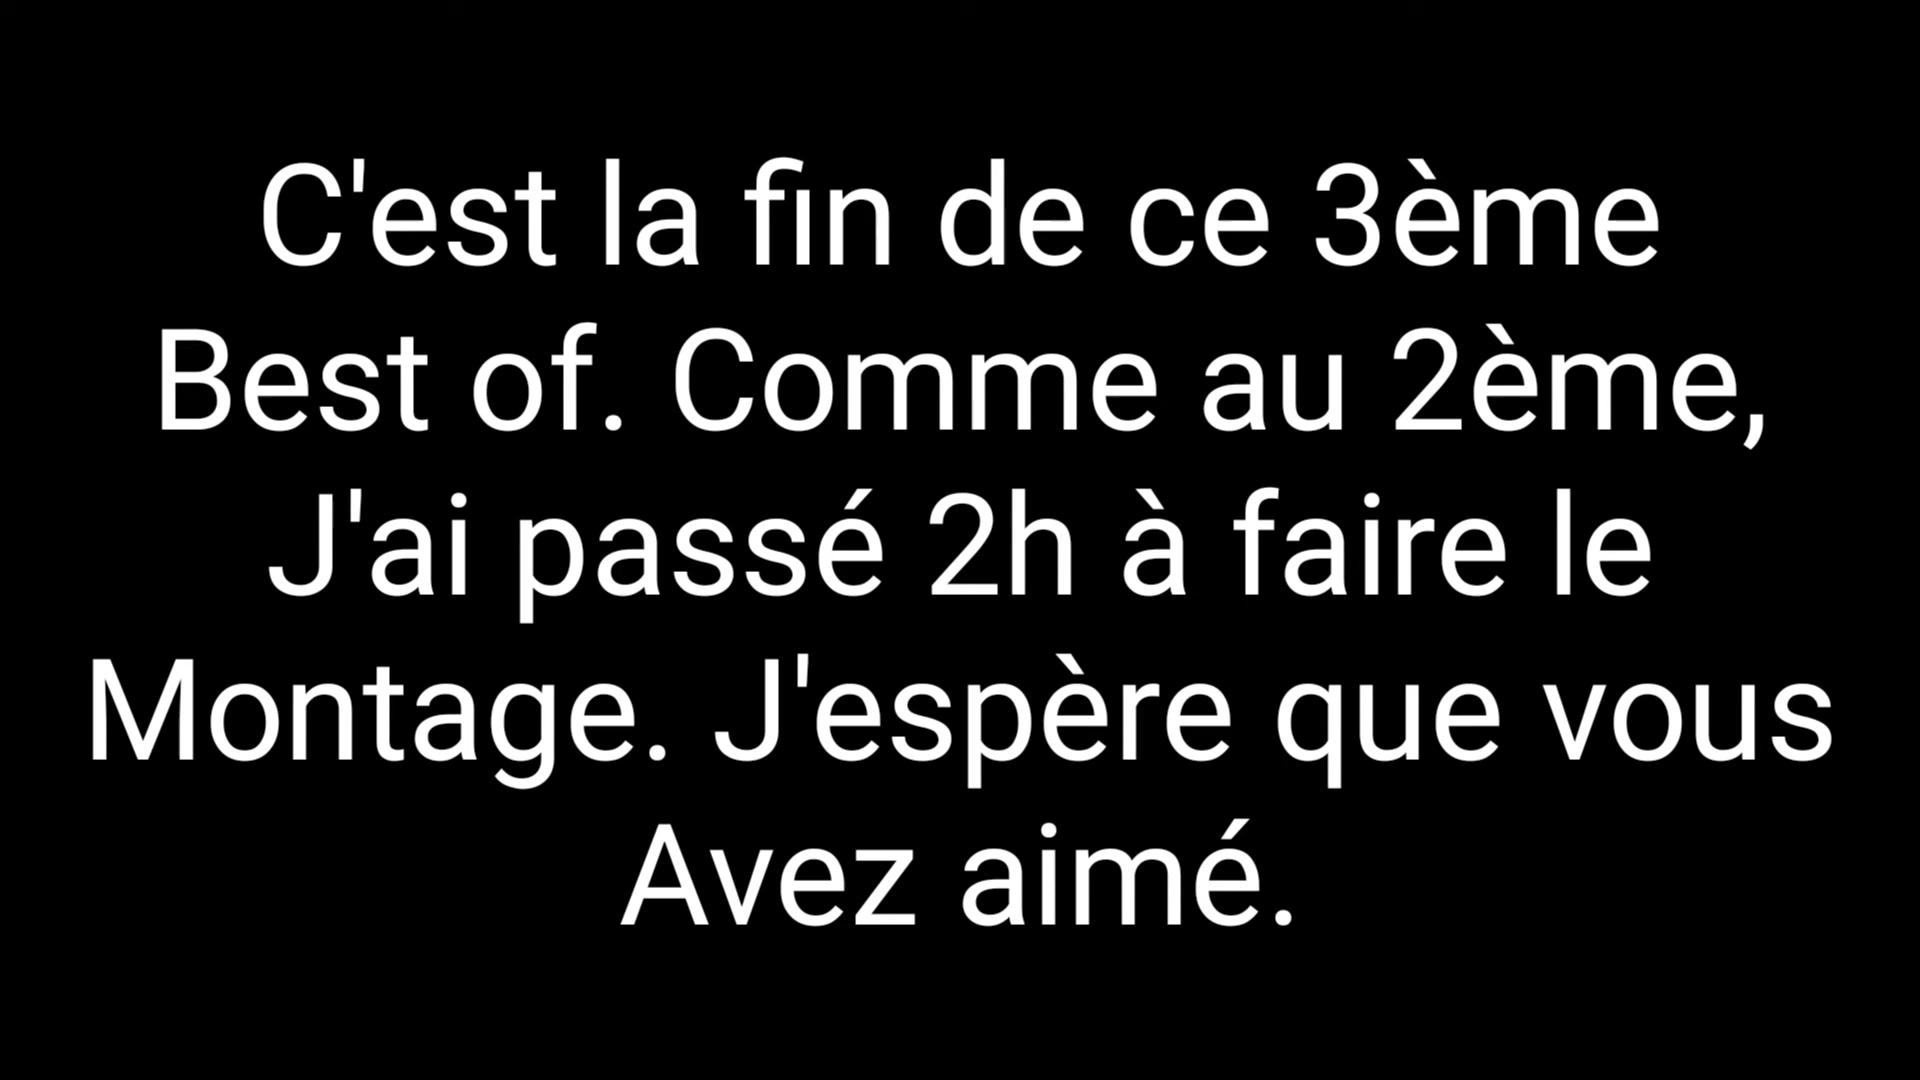 C'est la fin de ce 3ème
Best of. Comme au 2ème,
J'ai passé 2h à faire le
Montage. J'espère que vous
Avez aimé.